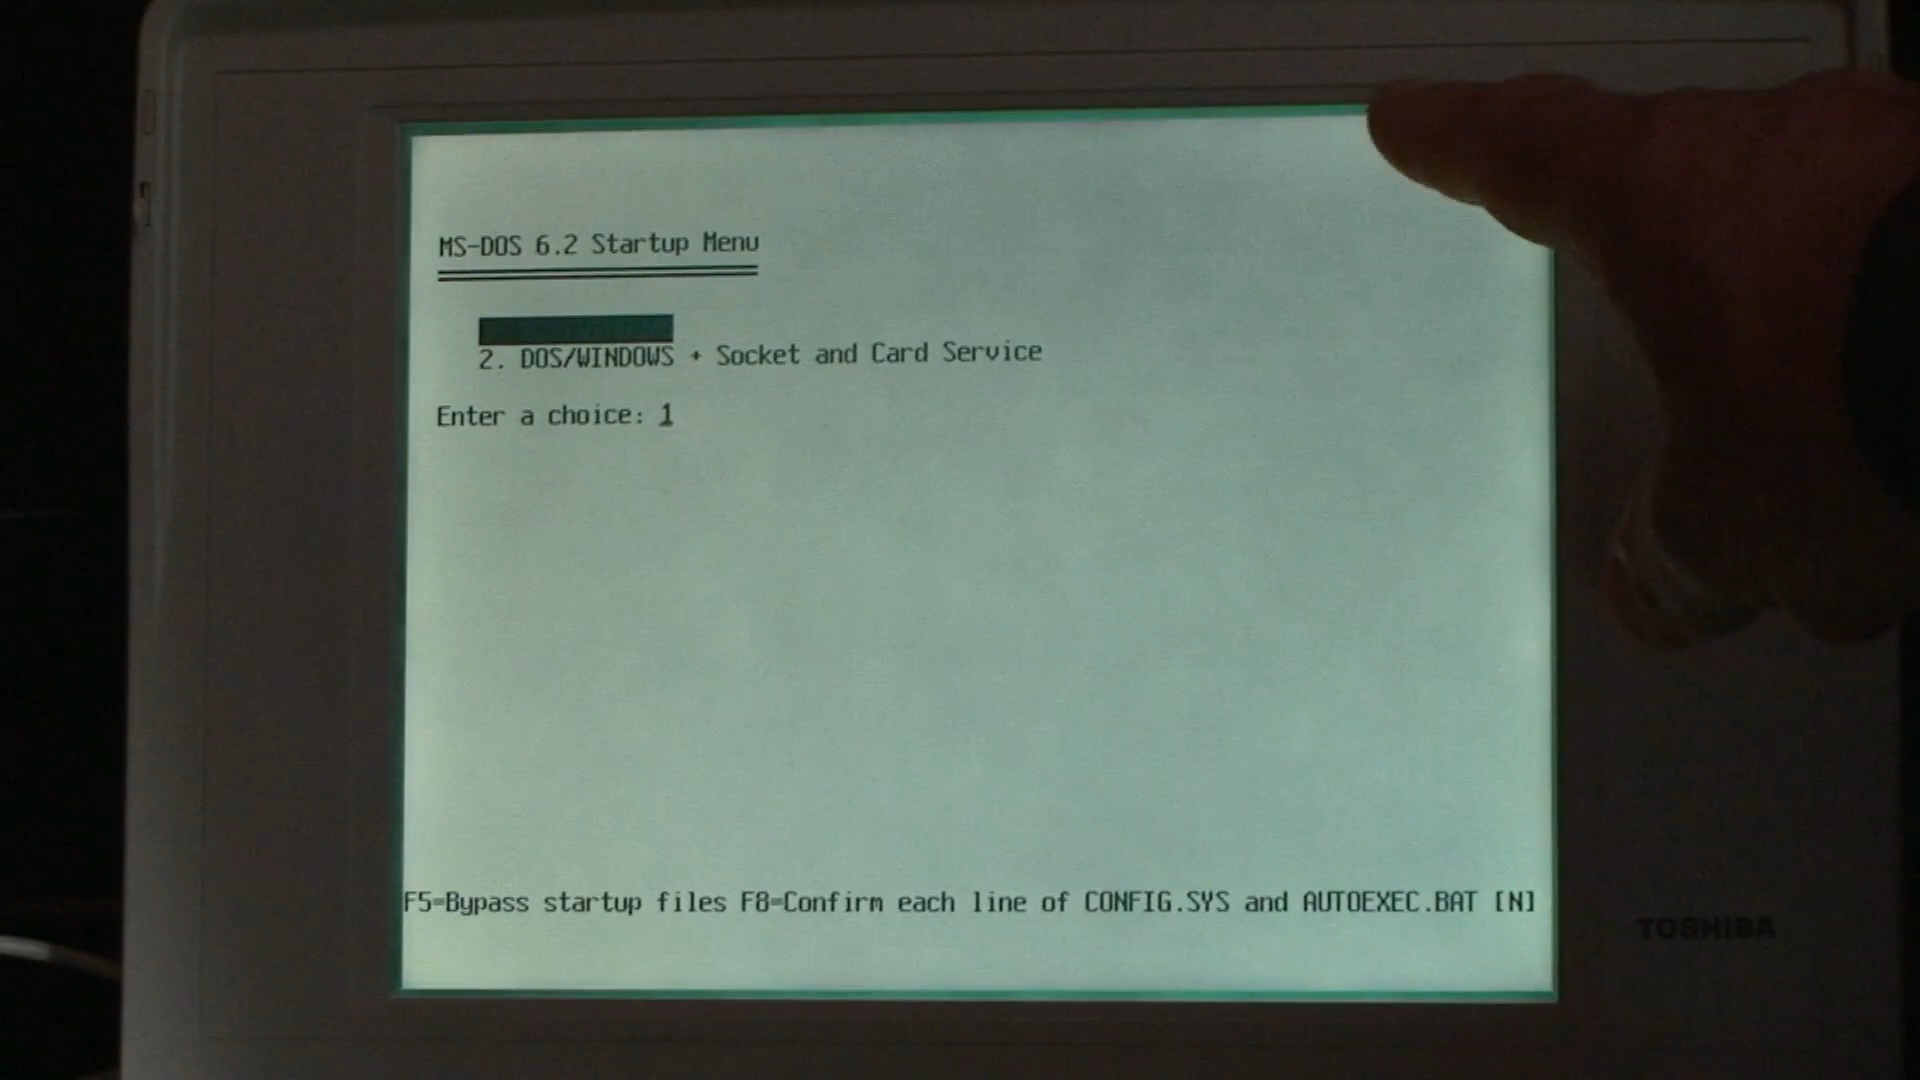 MS-DOS 6.2 Startup Menu
2. DOS/WINDOWS + Socket and Card Service
Enter a choice: 1
F5=Bypass startup files F8=Confirm each line of CONFIG.SYS and AUTOEXEC.BAT [N]
TOSHIBA